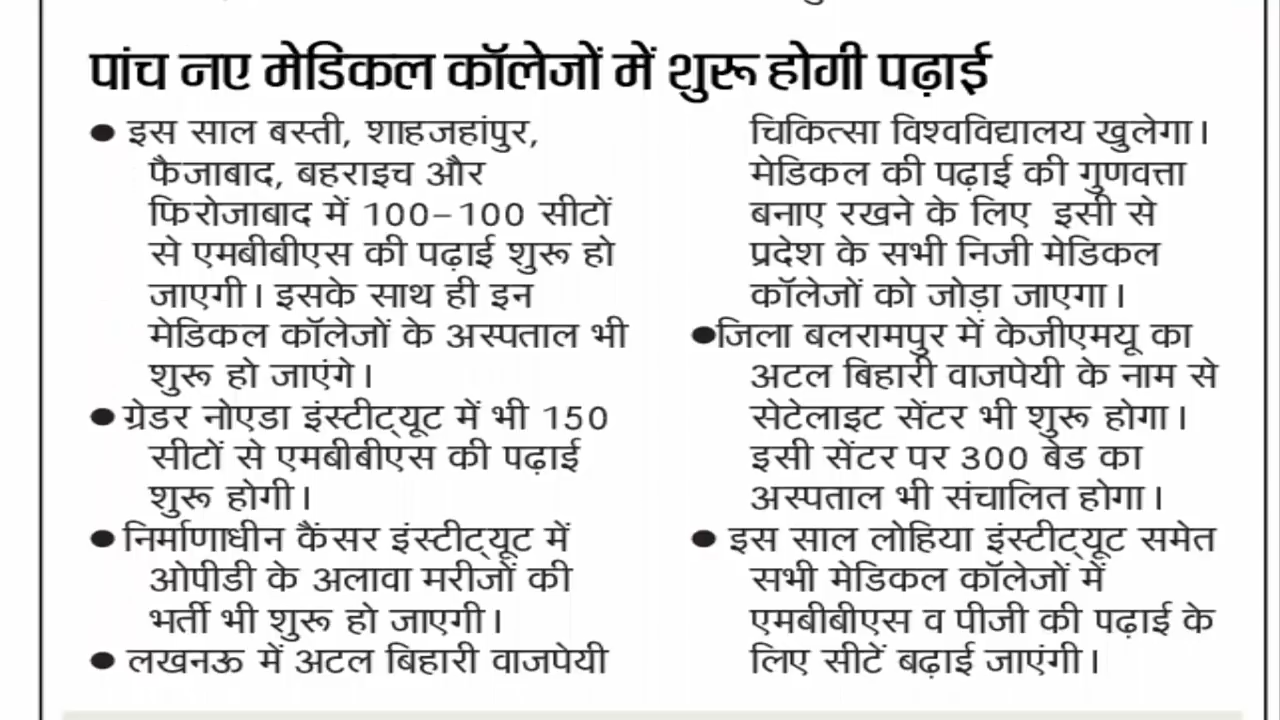 पांच नए मेडिकल कॉलेजों में शुरू होगी पढ़ाई
● इस साल बस्ती, शाहजहांपुर,
फैजाबाद, बहराइच और
फिरोजाबाद में 100-100 सीटों
से एमबीबीएस की पढ़ाई शुरू हो
जाएगी। इसके साथ ही इन
मेडिकल कॉलेजों के अस्पताल भी
शुरू हो जाएंगे।
● ग्रेडर नोएडा इंस्टीट्यूट में भी 150
सीटों से एमबीबीएस की पढ़ाई
शुरू होगी।
● निर्माणाधीन कैंसर इंस्टीट्यूट में
ओपीडी के अलावा मरीजों की
भर्ती भी शुरू हो जाएगी।
● लखनऊ में अटल बिहारी वाजपेयी
चिकित्सा विश्वविद्यालय खुलेगा।
मेडिकल की पढ़ाई की गुणवत्ता
बनाए रखने के लिए इसी से
प्रदेश के सभी निजी मेडिकल
कॉलेजों को जोड़ा जाएगा।
●जिला बलरामपुर में केजीएमयू का
अटल बिहारी वाजपेयी के नाम से
सेटेलाइट सेंटर भी शुरू होगा।
इसी सेंटर पर 300 बेड का
अस्पताल भी संचालित होगा।
● इस साल लोहिया इंस्टीट्यूट समेत
सभी मेडिकल कॉलेजों में
एमबीबीएस व पीजी की पढ़ाई के
लिए सीटें बढ़ाई जाएंगी।